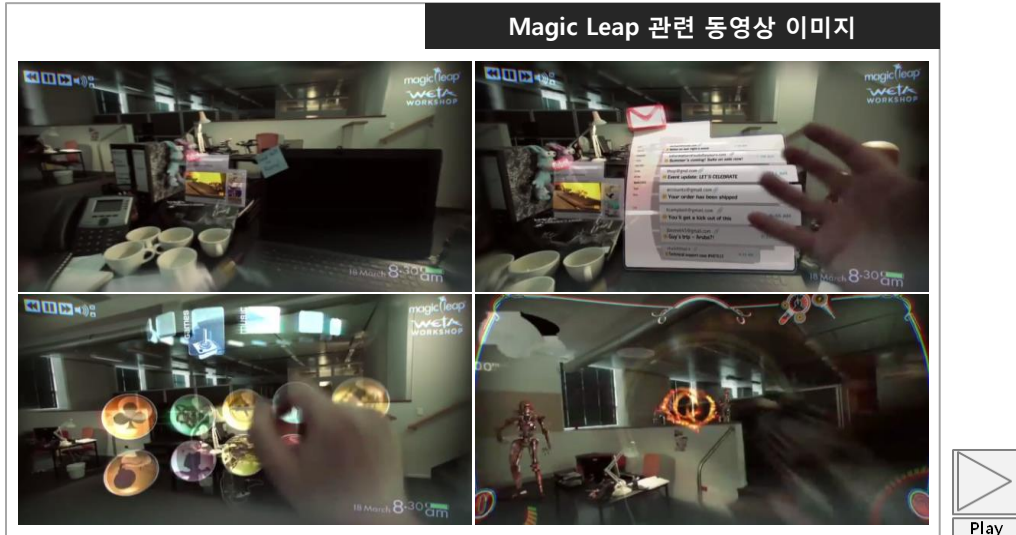 Magic Leap 관련 동영상 이미지
magic leap
WETA
WORKSHOP
18 March 8:30 am
magic leap
WETA
WORKSHOP
Event update: LET'S CELEBRATE
Your order has been shipped
You'll get a kick out of this
18 March 8:30 am
games
music
magic leap
WETA
WORKSHOP
18 March 8:30 am
Play